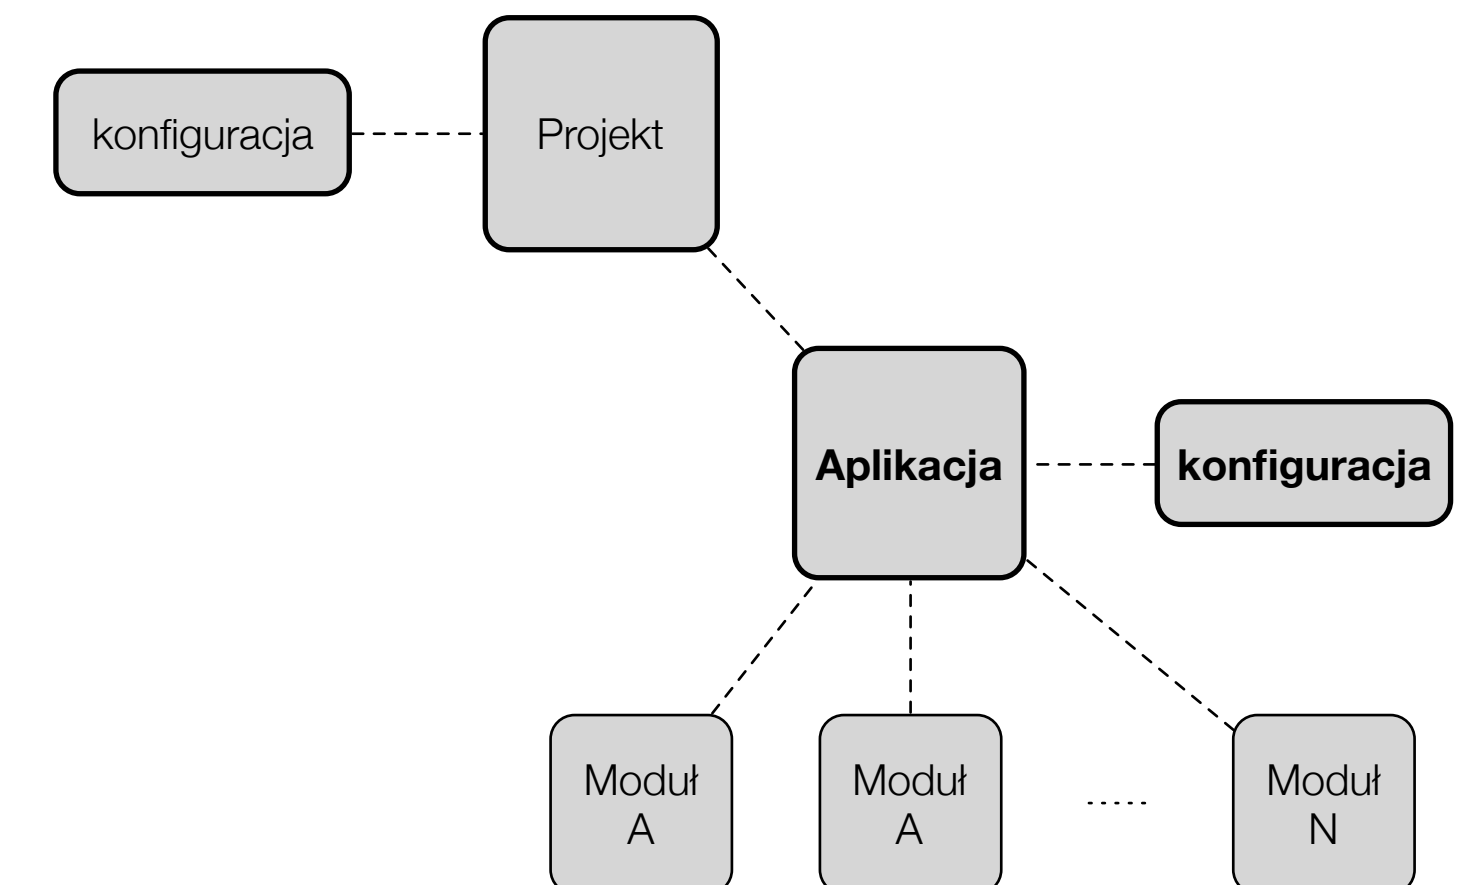 konfiguracja
Projekt
Aplikacja
konfiguracja
Moduł
A
Moduł
A
.....
Moduł
N